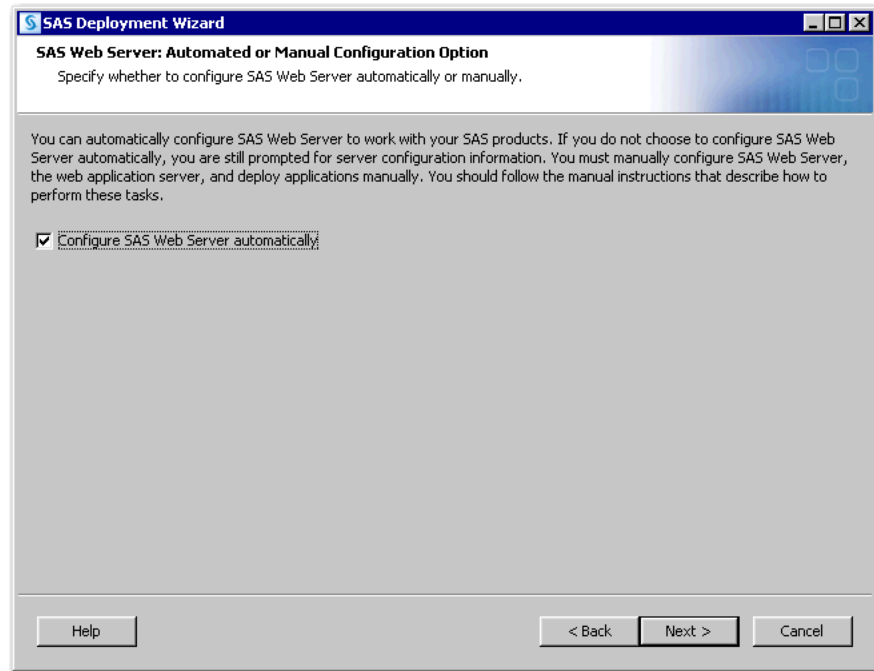 SAS Deployment Wizard
SAS Web Server: Automated or Manual Configuration Option
Specify whether to configure SAS Web Server automatically or manually.
You can automatically configure SAS Web Server to work with your SAS products. If you do not choose to configure SAS Web
Server automatically, you are still prompted for server configuration information. You must manually configure SAS Web Server,
the web application server, and deploy applications manually. You should follow the manual instructions that describe how to
perform these tasks.
Configure SAS Web Server automatically
Help
< Back
Next >
Cancel